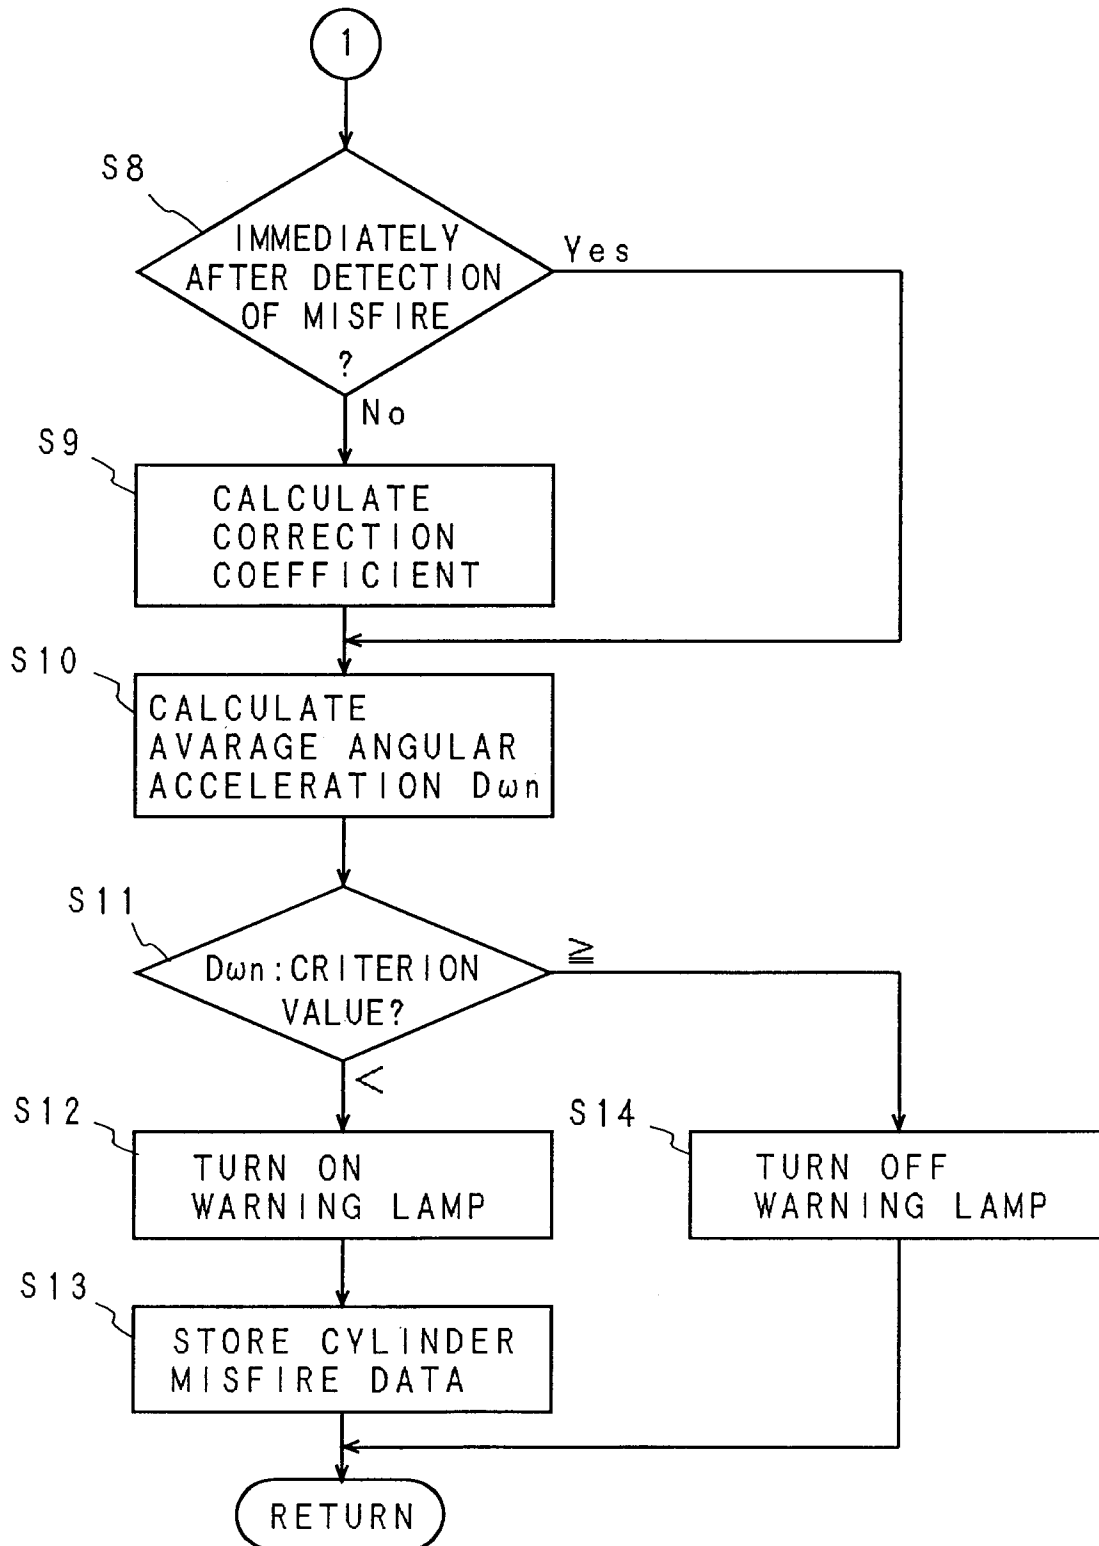 1
S8
IMMEDIATELY
AFTER DETECTION
OF MISFIRE
?
Yes
No
S9
CALCULATE
CORRECTION
COEFFICIENT
S10
CALCULATE
AVARAGE ANGULAR
ACCELERATION Dωn
S11
Dωn:CRITERION
VALUE?
≧
<
S12
TURN ON
WARNING LAMP
S14
TURN OFF
WARNING LAMP
S13
STORE CYLINDER
MISFIRE DATA
RETURN